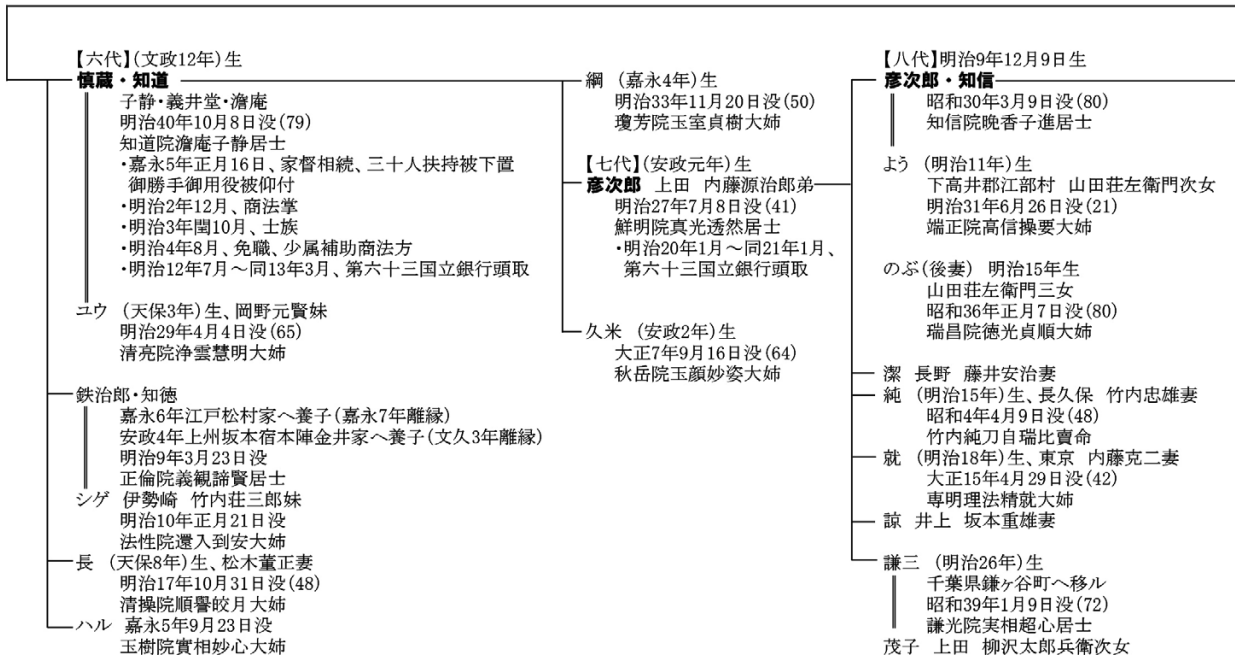 【六代】(文政12年)生
慎蔵・知道
子静・義井堂・澹庵
明治40年10月8日没(79)
知道院澹庵子静居士
・嘉永5年正月16日、家督相続、三十人扶持被下置
御勝手御用役被仰付
・明治2年12月、商法掌
・明治3年閏10月、士族
・明治4年8月、免職、少属補助商法方
・明治12年7月～同13年3月、第六十三国立銀行頭取
ユウ (天保3年)生、岡野元賢妹
明治29年4月4日没(65)
清亮院浄雲慧明大姉
鉄治郎・知徳
嘉永6年江戸松村家へ養子(嘉永7年離縁)
安政4年上州坂本宿本陣金井家へ養子(文久3年離縁)
明治9年3月23日没
正倫院義観諦賢居士
シゲ 伊勢崎 竹内荘三郎妹
明治10年正月21日没
法性院還入到安大姉
長 (天保8年)生、松木董正妻
明治17年10月31日没(48)
清操院順誉皎月大姉
ハル 嘉永5年9月23日没
玉樹院實相妙心大姉
綱 (嘉永4年)生
明治33年11月20日没(50)
瓊芳院玉室貞樹大姉
【七代】(安政元年)生
彦次郎 上田 内藤源治郎弟
明治27年7月8日没(41)
鮮明院真光透然居士
・明治20年1月～同21年1月、
第六十三国立銀行頭取
久米 (安政2年)生
大正7年9月16日没(64)
秋岳院玉顔妙姿大姉
【八代】明治9年12月9日生
彦次郎・知信
昭和30年3月9日没(80)
知信院晩香子進居士
よう (明治11年)生
下高井郡江部村 山田荘左衛門次女
明治31年6月26日没(21)
端正院高信操要大姉
のぶ(後妻) 明治15年生
山田荘左衛門三女
昭和36年正月7日没(80)
瑞昌院徳光貞順大姉
潔 長野 藤井安治妻
純 (明治15年)生、長久保 竹内忠雄妻
昭和4年4月9日没(48)
竹内純刀自瑞比賣命
就 (明治18年)生、東京 内藤克二妻
大正15年4月29日没(42)
専明理法精就大姉
諒 井上 坂本重雄妻
謙三 (明治26年)生
千葉県鎌ヶ谷町へ移ル
昭和39年1月9日没(72)
謙光院実相超心居士
茂子 上田 柳沢太郎兵衛次女